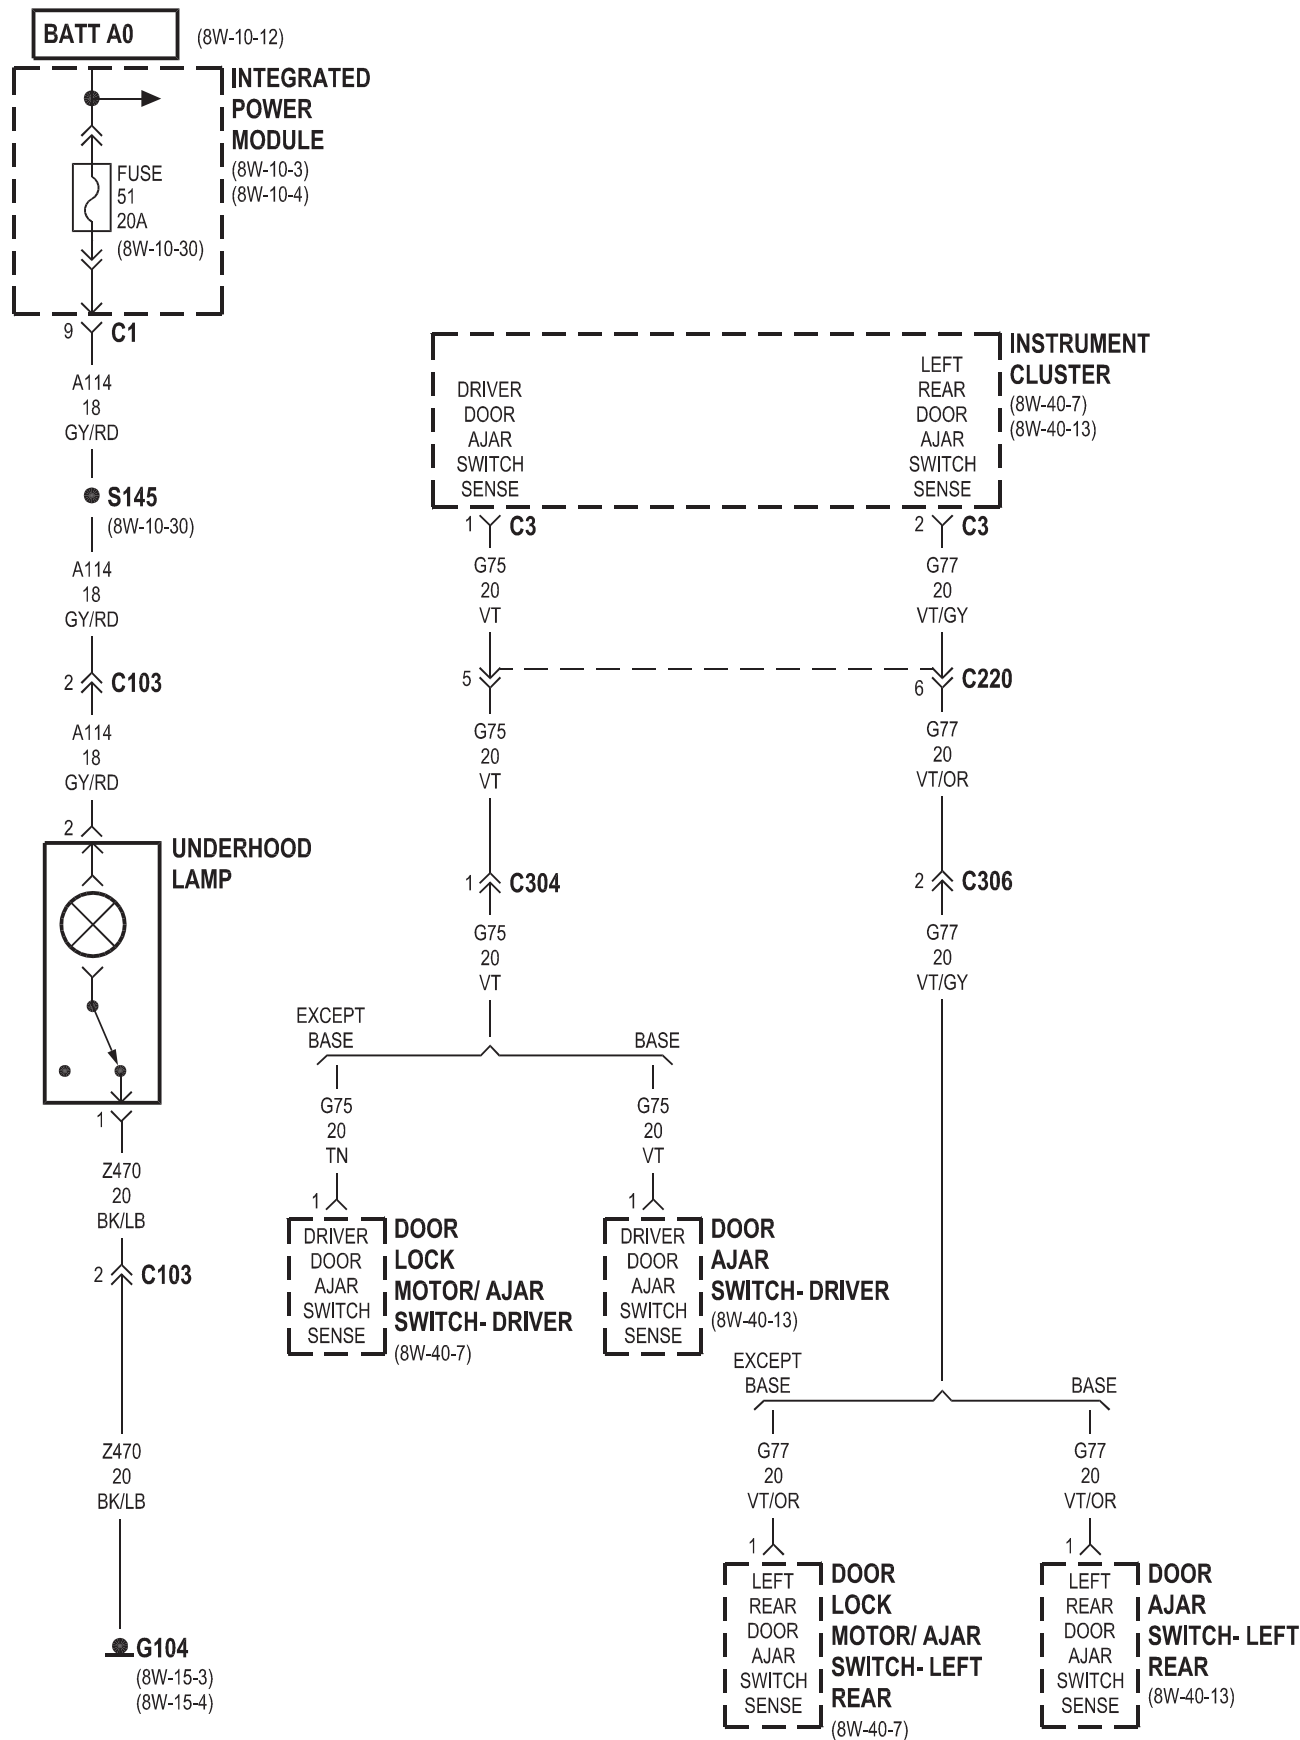 BATT A0
(8W-10-12)
INTEGRATED
POWER
MODULE
(8W-10-3)
(8W-10-4)
FUSE
51
20A
(8W-10-30)
9
C1
A114
18
GY/RD
S145
(8W-10-30)
A114
18
GY/RD
2
C103
A114
18
GY/RD
2
UNDERHOOD
LAMP
1
Z470
20
BK/LB
2
C103
Z470
20
BK/LB
G104
(8W-15-3)
(8W-15-4)
INSTRUMENT
CLUSTER
(8W-40-7)
(8W-40-13)
DRIVER
DOOR
AJAR
SWITCH
SENSE
1
C3
G75
20
VT
5
G75
20
VT
1
C304
G75
20
VT
EXCEPT
BASE
G75
20
TN
1
DRIVER
DOOR
AJAR
SWITCH
SENSE
DOOR
LOCK
MOTOR/ AJAR
SWITCH- DRIVER
(8W-40-7)
BASE
G75
20
VT
1
DRIVER
DOOR
AJAR
SWITCH
SENSE
DOOR
AJAR
SWITCH- DRIVER
(8W-40-13)
LEFT
REAR
DOOR
AJAR
SWITCH
SENSE
2
C3
G77
20
VT/GY
6
C220
G77
20
VT/OR
2
C306
G77
20
VT/GY
EXCEPT
BASE
G77
20
VT/OR
1
LEFT
REAR
DOOR
AJAR
SWITCH
SENSE
DOOR
LOCK
MOTOR/ AJAR
SWITCH- LEFT
REAR
(8W-40-7)
BASE
G77
20
VT/OR
1
LEFT
REAR
DOOR
AJAR
SWITCH
SENSE
DOOR
AJAR
SWITCH- LEFT
REAR
(8W-40-13)